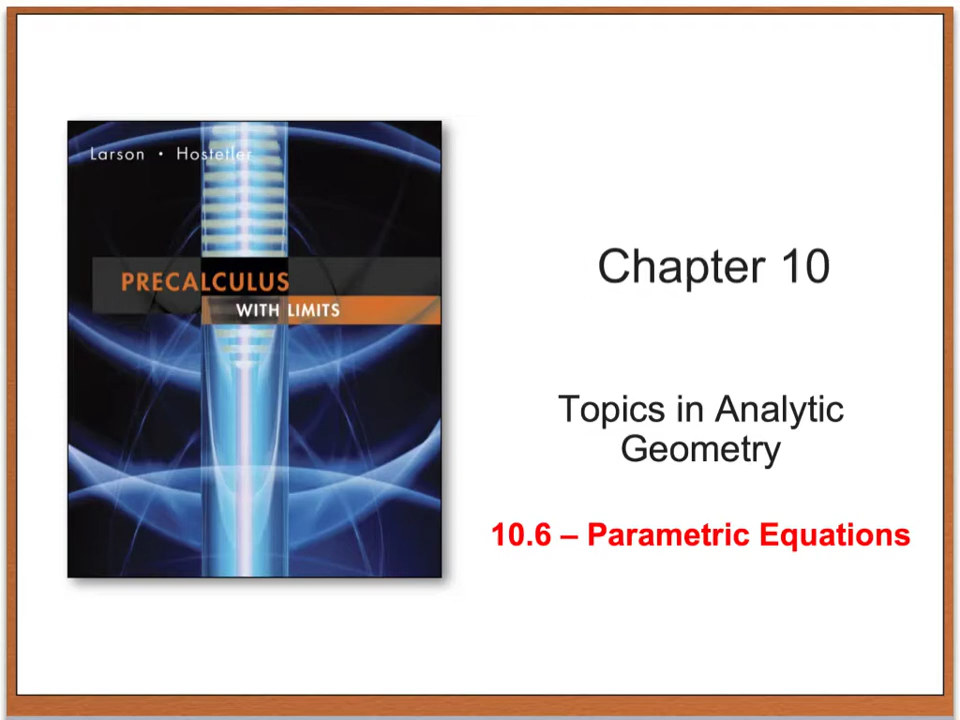 Larson • Hostetler
PRECALCULUS
WITH LIMITS
Chapter 10
Topics in Analytic
Geometry
10.6 – Parametric Equations